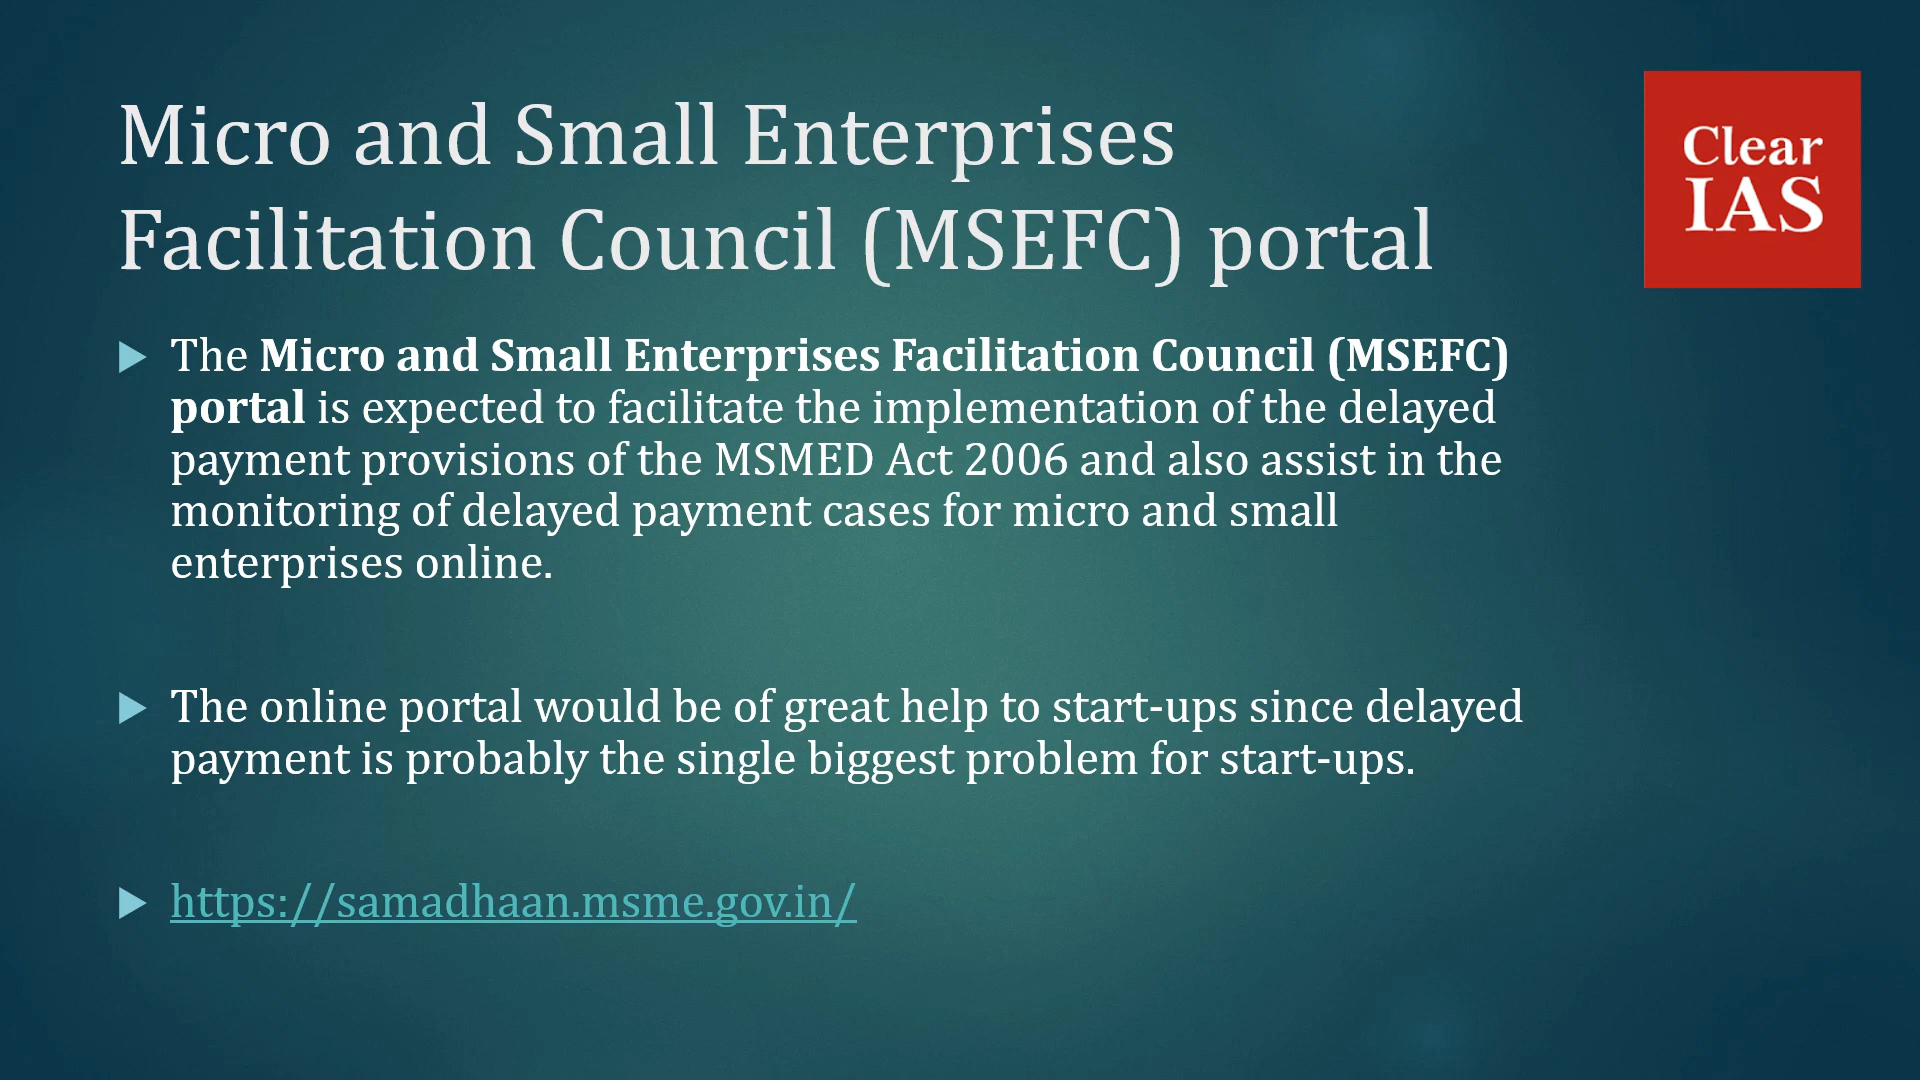 Micro and Small Enterprises
Facilitation Council (MSEFC) portal
Clear
IAS
The Micro and Small Enterprises Facilitation Council (MSEFC)
portal is expected to facilitate the implementation of the delayed
payment provisions of the MSMED Act 2006 and also assist in the
monitoring of delayed payment cases for micro and small
enterprises online.
The online portal would be of great help to start-ups since delayed
payment is probably the single biggest problem for start-ups.
https://samadhaan.msme.gov.in/